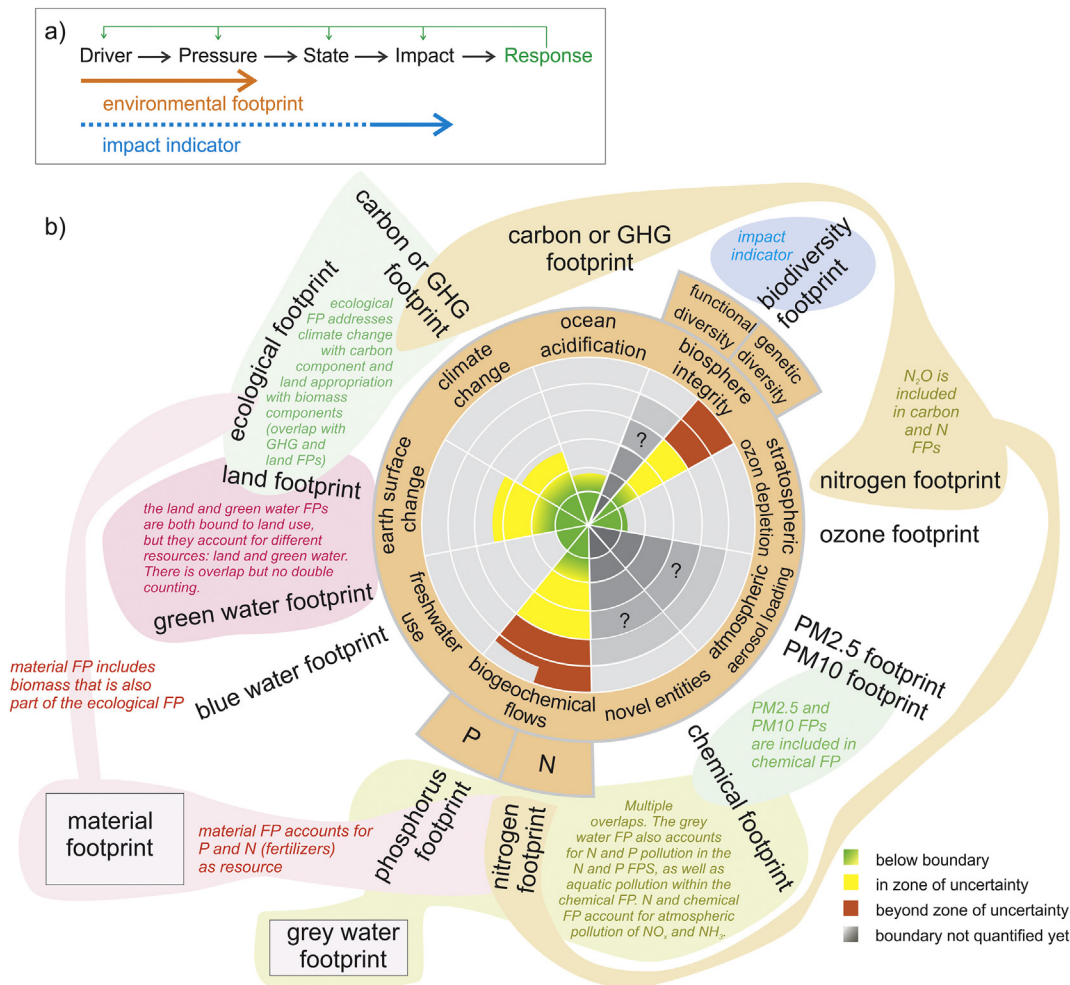 a)
Driver
Pressure
State
Impact
Response
environmental footprint
impact indicator
b)
carbon or GHG
footprint
ecological footprint
ecological
FP addresses
climate change
with carbon
component and
land appropriation
with biomass
components
(overlap with
GHG and
land FPs)
carbon or GHG
footprint
impact
indicator
biodiversity
footprint
functional
diversity
genetic
diversity
N₂O is
included
in carbon
and N
FPs
nitrogen footprint
ozone footprint
land footprint
the land and green water FPs
are both bound to land use,
but they account for different
resources: land and green water.
There is overlap but no double
counting.
green water footprint
blue water footprint
climate
change
ocean
acidification
biosphere
integrity
stratospheric
ozon depletion
atmospheric
aerosol loading
novel entities
biogeochemical
flows
freshwater
use
earth surface
change
?
?
?
P
N
PM2.5 footprint
PM10 footprint
PM2.5 and
PM10 FPs
are included in
chemical FP
chemical footprint
material FP includes
biomass that is also
part of the ecological FP
material
footprint
material FP accounts for
P and N (fertilizers)
as resource
phosphorus
footprint
nitrogen
footprint
Multiple
overlaps. The grey
water FP also accounts
for N and P pollution in the
N and P FPS, as well as
aquatic pollution within the
chemical FP. N and chemical
FP account for atmospheric
pollution of NOₓ and NH₃.
grey water
footprint
below boundary
in zone of uncertainty
beyond zone of uncertainty
boundary not quantified yet